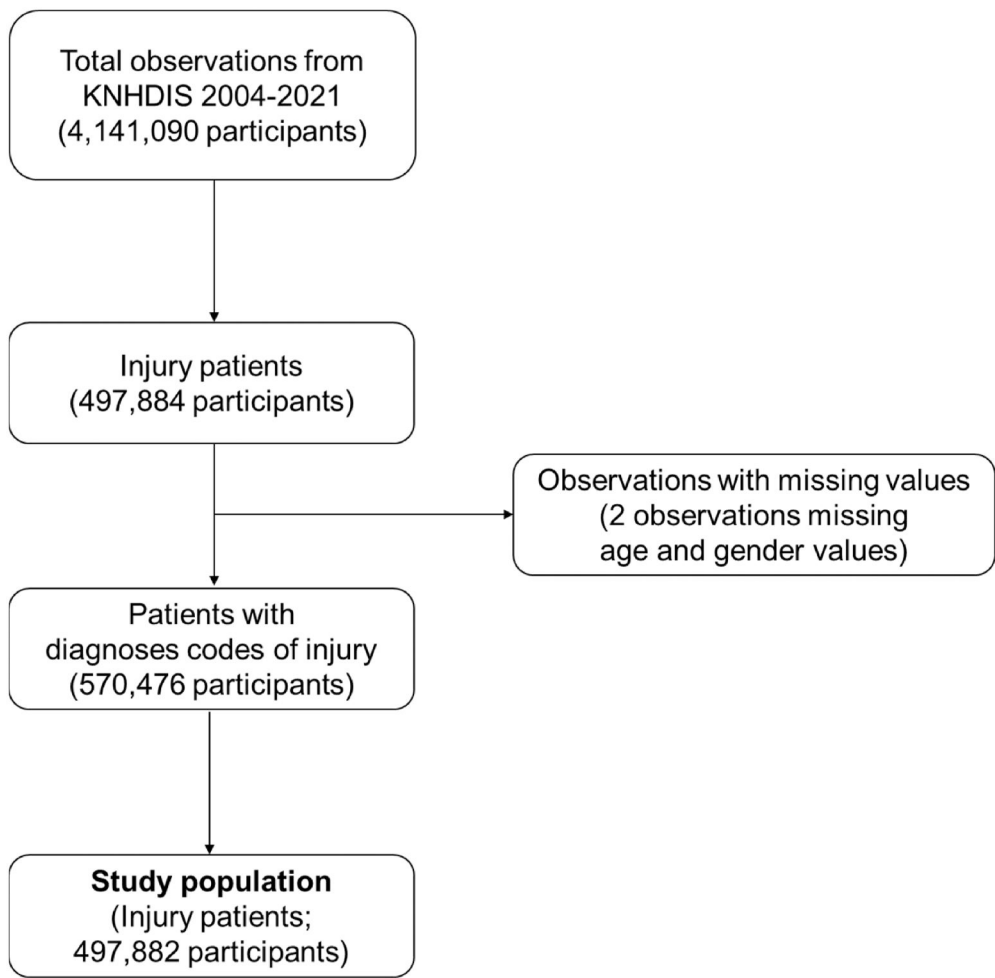 Total observations from
KNHDIS 2004-2021
(4,141,090 participants)
Injury patients
(497,884 participants)
Observations with missing values
(2 observations missing
age and gender values)
Patients with
diagnoses codes of injury
(570,476 participants)
Study population
(Injury patients;
497,882 participants)